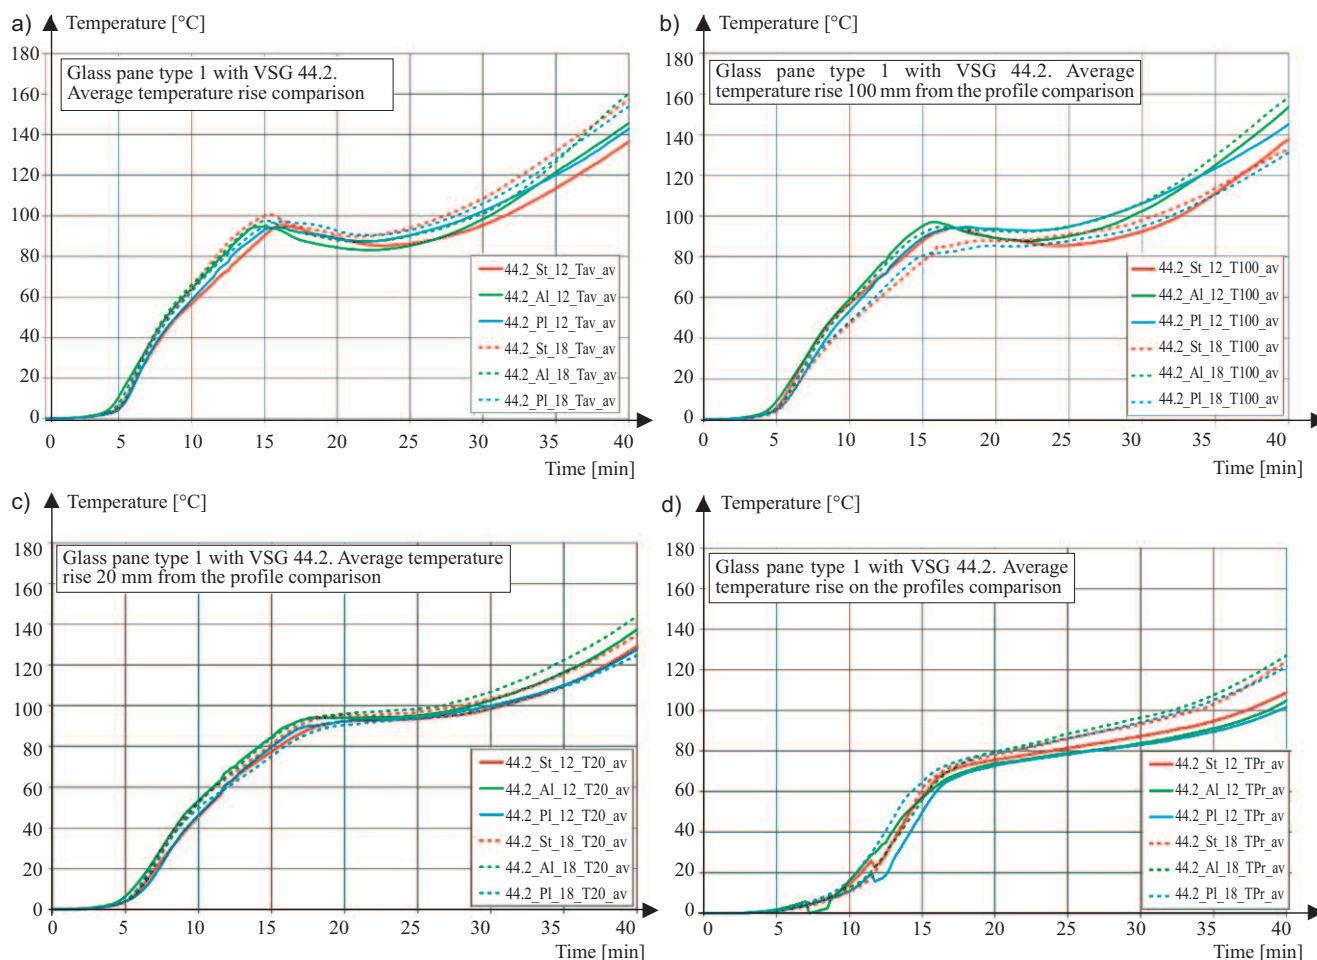 a)
Temperature [°C]
180
160
140
120
100
80
60
40
20
0
Glass pane type 1 with VSG 44.2.
Average temperature rise comparison
44.2_St_12_Tav_av
44.2_Al_12_Tav_av
44.2_Pl_12_Tav_av
44.2_St_18_Tav_av
44.2_Al_18_Tav_av
44.2_Pl_18_Tav_av
0 5 10 15 20 25 30 35 40
Time [min]
b)
Temperature [°C]
180
160
140
120
100
80
60
40
20
0
Glass pane type 1 with VSG 44.2. Average
temperature rise 100 mm from the profile comparison
44.2_St_12_T100_av
44.2_Al_12_T100_av
44.2_Pl_12_T100_av
44.2_St_18_T100_av
44.2_Al_18_T100_av
44.2_Pl_18_T100_av
0 5 10 15 20 25 30 35 40
Time [min]
c)
Temperature [°C]
180
160
140
120
100
80
60
40
20
0
Glass pane type 1 with VSG 44.2. Average temperature
rise 20 mm from the profile comparison
44.2_St_12_T20_av
44.2_Al_12_T20_av
44.2_Pl_12_T20_av
44.2_St_18_T20_av
44.2_Al_18_T20_av
44.2_Pl_18_T20_av
0 5 10 15 20 25 30 35 40
Time [min]
d)
Temperature [°C]
180
160
140
120
100
80
60
40
20
0
Glass pane type 1 with VSG 44.2. Average
temperature rise on the profiles comparison
44.2_St_12_TPr_av
44.2_Al_12_TPr_av
44.2_Pl_12_TPr_av
44.2_St_18_TPr_av
44.2_Al_18_TPr_av
44.2_Pl_18_TPr_av
0 5 10 15 20 25 30 35 40
Time [min]